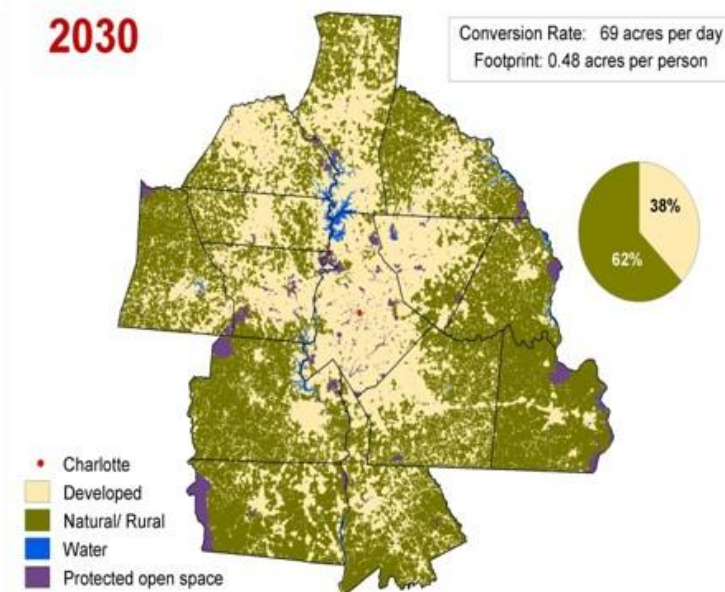 2030
Conversion Rate: 69 acres per day
Footprint: 0.48 acres per person
38%
62%
Charlotte
Developed
Natural/ Rural
Water
Protected open space